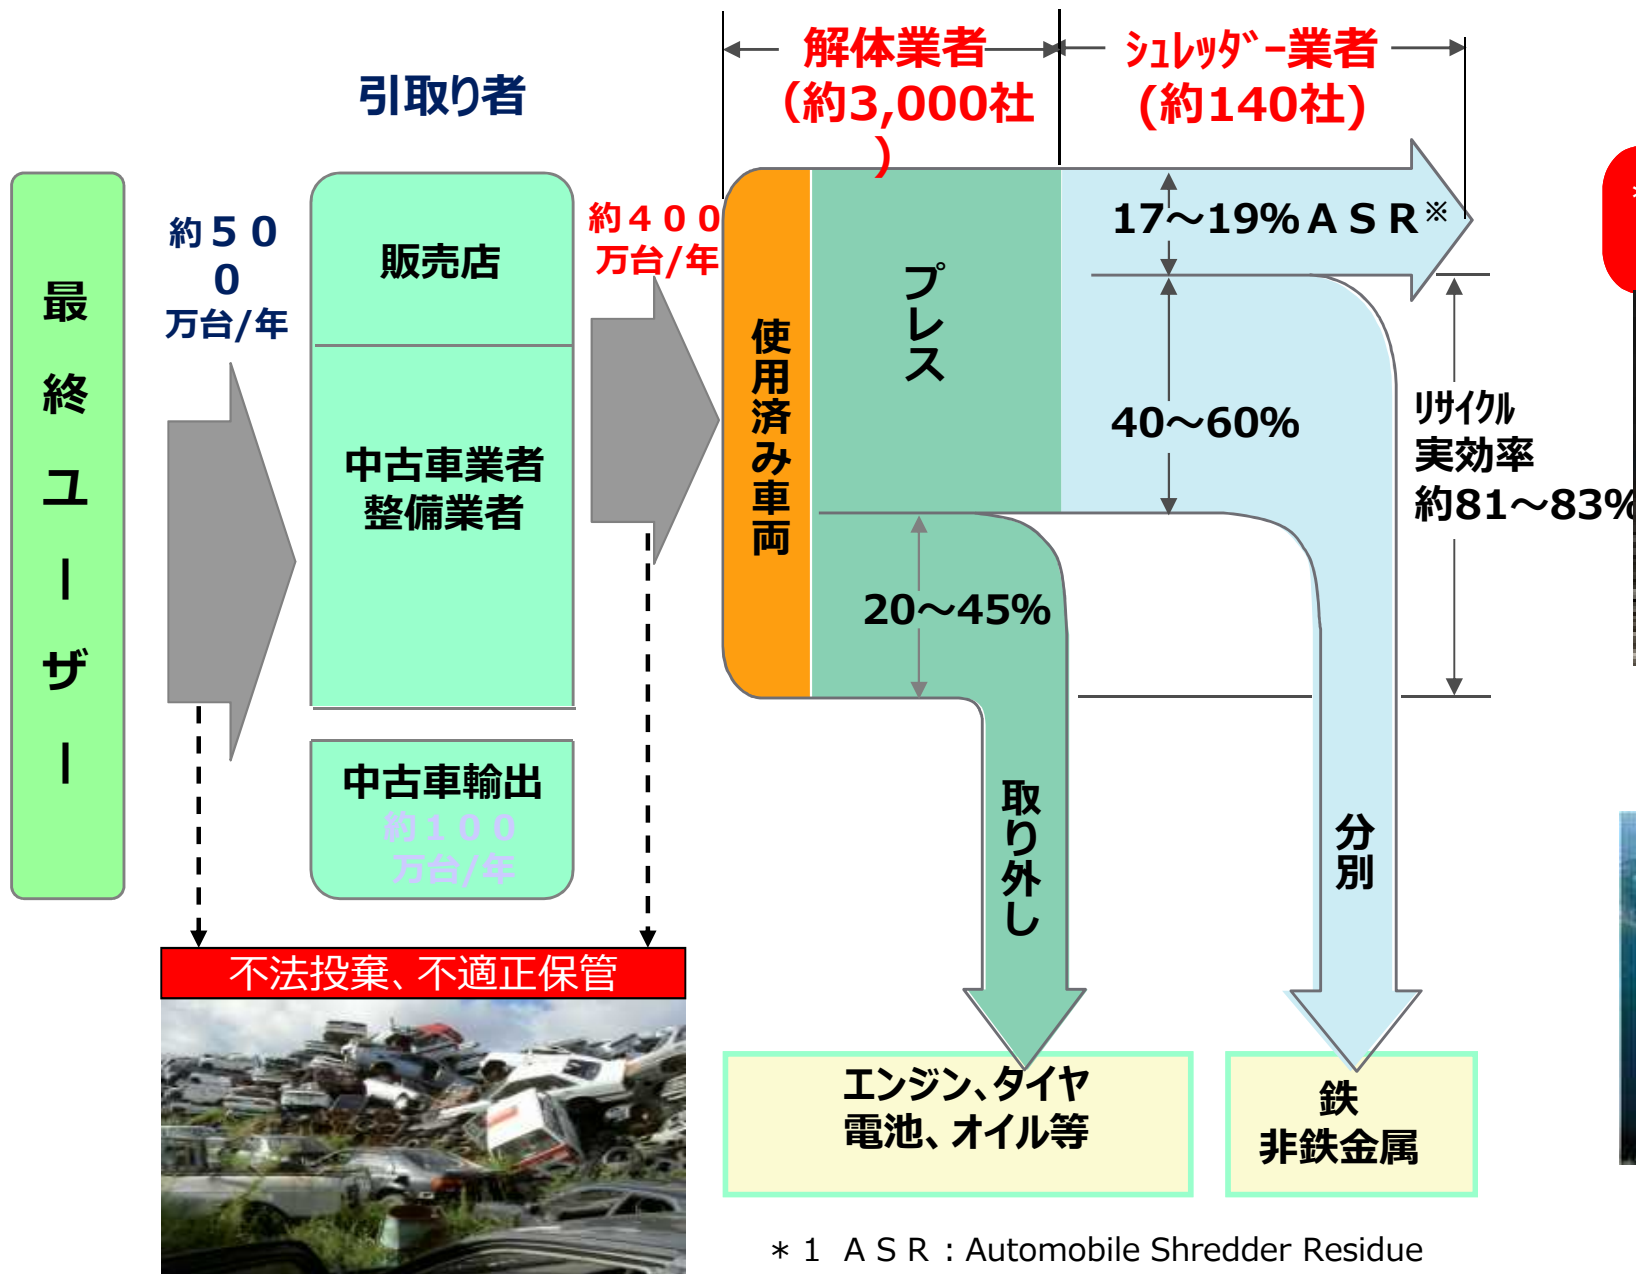 引取り者
解体業者
（約3,000社
）
ｼｭﾚｯﾀﾞｰ業者
(約140社)
最
終
ユ
ー
ザ
ー
約５０
０
万台/年
販売店
中古車業者
整備業者
中古車輸出
約１００
万台/年
約４００
万台/年
使用済み車両
プレス
17～19%ＡＳＲ※
40～60%
20～45%
ﾘｻｲｸﾙ
実効率
約81～83%
取り外し
分別
不法投棄、不適正保管
エンジン、タイヤ
電池、オイル等
鉄
非鉄金属
＊１ ＡＳＲ：Automobile Shredder Residue